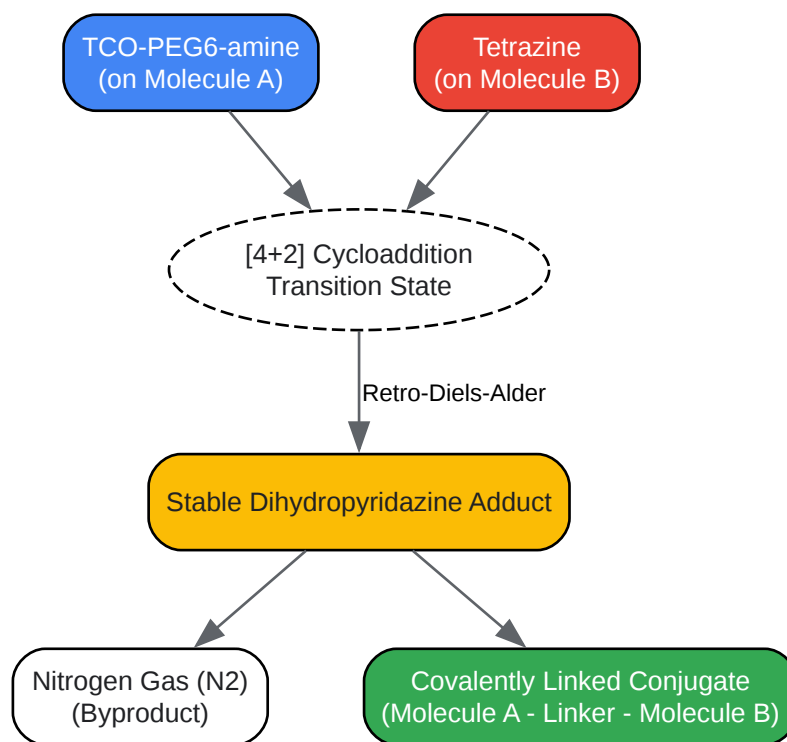 TCO-PEG6-amine
(on Molecule A)
Tetrazine
(on Molecule B)
[4+2] Cycloaddition
Transition State
Retro-Diels-Alder
Stable Dihydropyridazine Adduct
Nitrogen Gas (N2)
(Byproduct)
Covalently Linked Conjugate
(Molecule A - Linker - Molecule B)